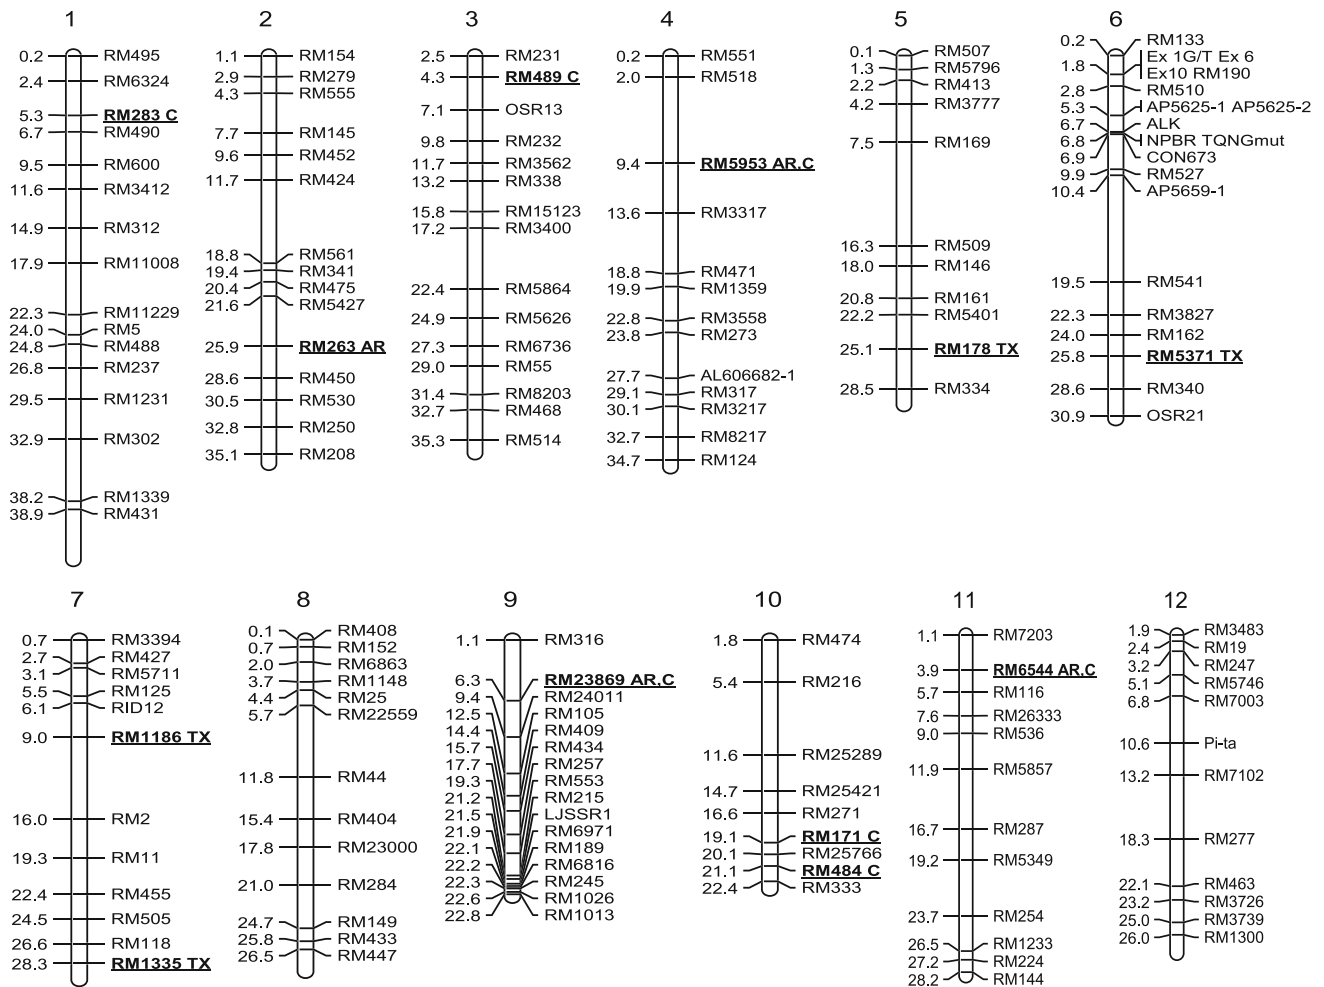 1
0.2 RM495
2.4 RM6324
5.3 RM283 C
6.7 RM490
9.5 RM600
11.6 RM3412
14.9 RM312
17.9 RM11008
22.3 RM11229
24.0 RM5
24.8 RM488
26.8 RM237
29.5 RM1231
32.9 RM302
38.2 RM1339
38.9 RM431
2
1.1 RM154
2.9 RM279
4.3 RM555
7.7 RM145
9.6 RM452
11.7 RM424
18.8 RM561
19.4 RM341
20.4 RM475
21.6 RM5427
25.9 RM263 AR
28.6 RM450
30.5 RM530
32.8 RM250
35.1 RM208
3
2.5 RM231
4.3 RM489 C
7.1 OSR13
9.8 RM232
11.7 RM3562
13.2 RM338
15.8 RM15123
17.2 RM3400
22.4 RM5864
24.9 RM5626
27.3 RM6736
29.0 RM55
31.4 RM8203
32.7 RM468
35.3 RM514
4
0.2 RM551
2.0 RM518
9.4 RM5953 AR,C
13.6 RM3317
18.8 RM471
19.9 RM1359
22.8 RM3558
23.8 RM273
27.7 AL606682-1
29.1 RM317
30.1 RM3217
32.7 RM8217
34.7 RM124
5
0.1 RM507
1.3 RM5796
2.2 RM413
4.2 RM3777
7.5 RM169
16.3 RM509
18.0 RM146
20.8 RM161
22.2 RM5401
25.1 RM178 TX
28.5 RM334
6
0.2 RM133
Ex 1G/T Ex 6
1.8 Ex10 RM190
2.8 RM510
5.3 AP5625-1 AP5625-2
6.7 ALK
6.8 NPBR TQNGmut
6.9 CON673
9.9 RM527
10.4 AP5659-1
19.5 RM541
22.3 RM3827
24.0 RM162
25.8 RM5371 TX
28.6 RM340
30.9 OSR21
7
0.7 RM3394
2.7 RM427
3.1 RM5711
5.5 RM125
6.1 RID12
9.0 RM1186 TX
16.0 RM2
19.3 RM11
22.4 RM455
24.5 RM505
26.6 RM118
28.3 RM1335 TX
8
0.1 RM408
0.7 RM152
2.0 RM6863
3.7 RM1148
4.4 RM25
5.7 RM22559
11.8 RM44
15.4 RM404
17.8 RM23000
21.0 RM284
24.7 RM149
25.8 RM433
26.5 RM447
9
1.1 RM316
6.3 RM23869 AR,C
9.4 RM24011
12.5 RM105
14.4 RM409
15.7 RM434
17.7 RM257
19.3 RM553
21.2 RM215
21.5 LJSSR1
21.9 RM6971
22.1 RM189
22.2 RM6816
22.3 RM245
22.6 RM1026
22.8 RM1013
10
1.8 RM474
5.4 RM216
11.6 RM25289
14.7 RM25421
16.6 RM271
19.1 RM171 C
20.1 RM25766
21.1 RM484 C
22.4 RM333
11
1.1 RM7203
3.9 RM6544 AR,C
5.7 RM116
7.6 RM26333
9.0 RM536
11.9 RM5857
16.7 RM287
19.2 RM5349
23.7 RM254
26.5 RM1233
27.2 RM224
28.2 RM144
12
1.9 RM3483
2.4 RM19
3.2 RM247
5.1 RM5746
6.8 RM7003
10.6 Pi-ta
13.2 RM7102
18.3 RM277
22.1 RM463
23.2 RM3726
25.0 RM3739
26.0 RM1300